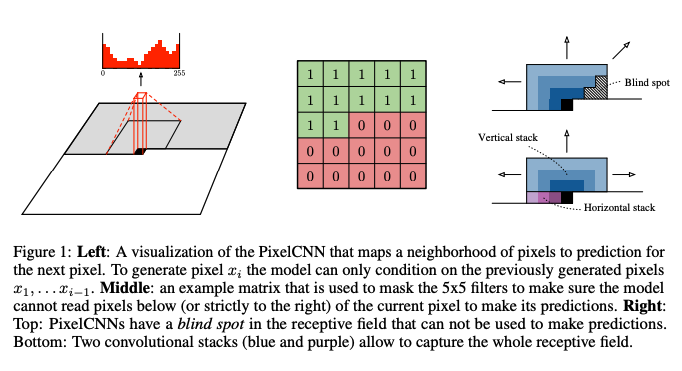 0 255
1 1 1 1 1
1 1 1 1 1
1 1 0 0 0
0 0 0 0 0
0 0 0 0 0
Blind spot
Vertical stack
Horizontal stack
Figure 1: Left: A visualization of the PixelCNN that maps a neighborhood of pixels to prediction for
the next pixel. To generate pixel xᵢ the model can only condition on the previously generated pixels
x₁, . . . xᵢ₋₁. Middle: an example matrix that is used to mask the 5x5 filters to make sure the model
cannot read pixels below (or strictly to the right) of the current pixel to make its predictions. Right:
Top: PixelCNNs have a blind spot in the receptive field that can not be used to make predictions.
Bottom: Two convolutional stacks (blue and purple) allow to capture the whole receptive field.